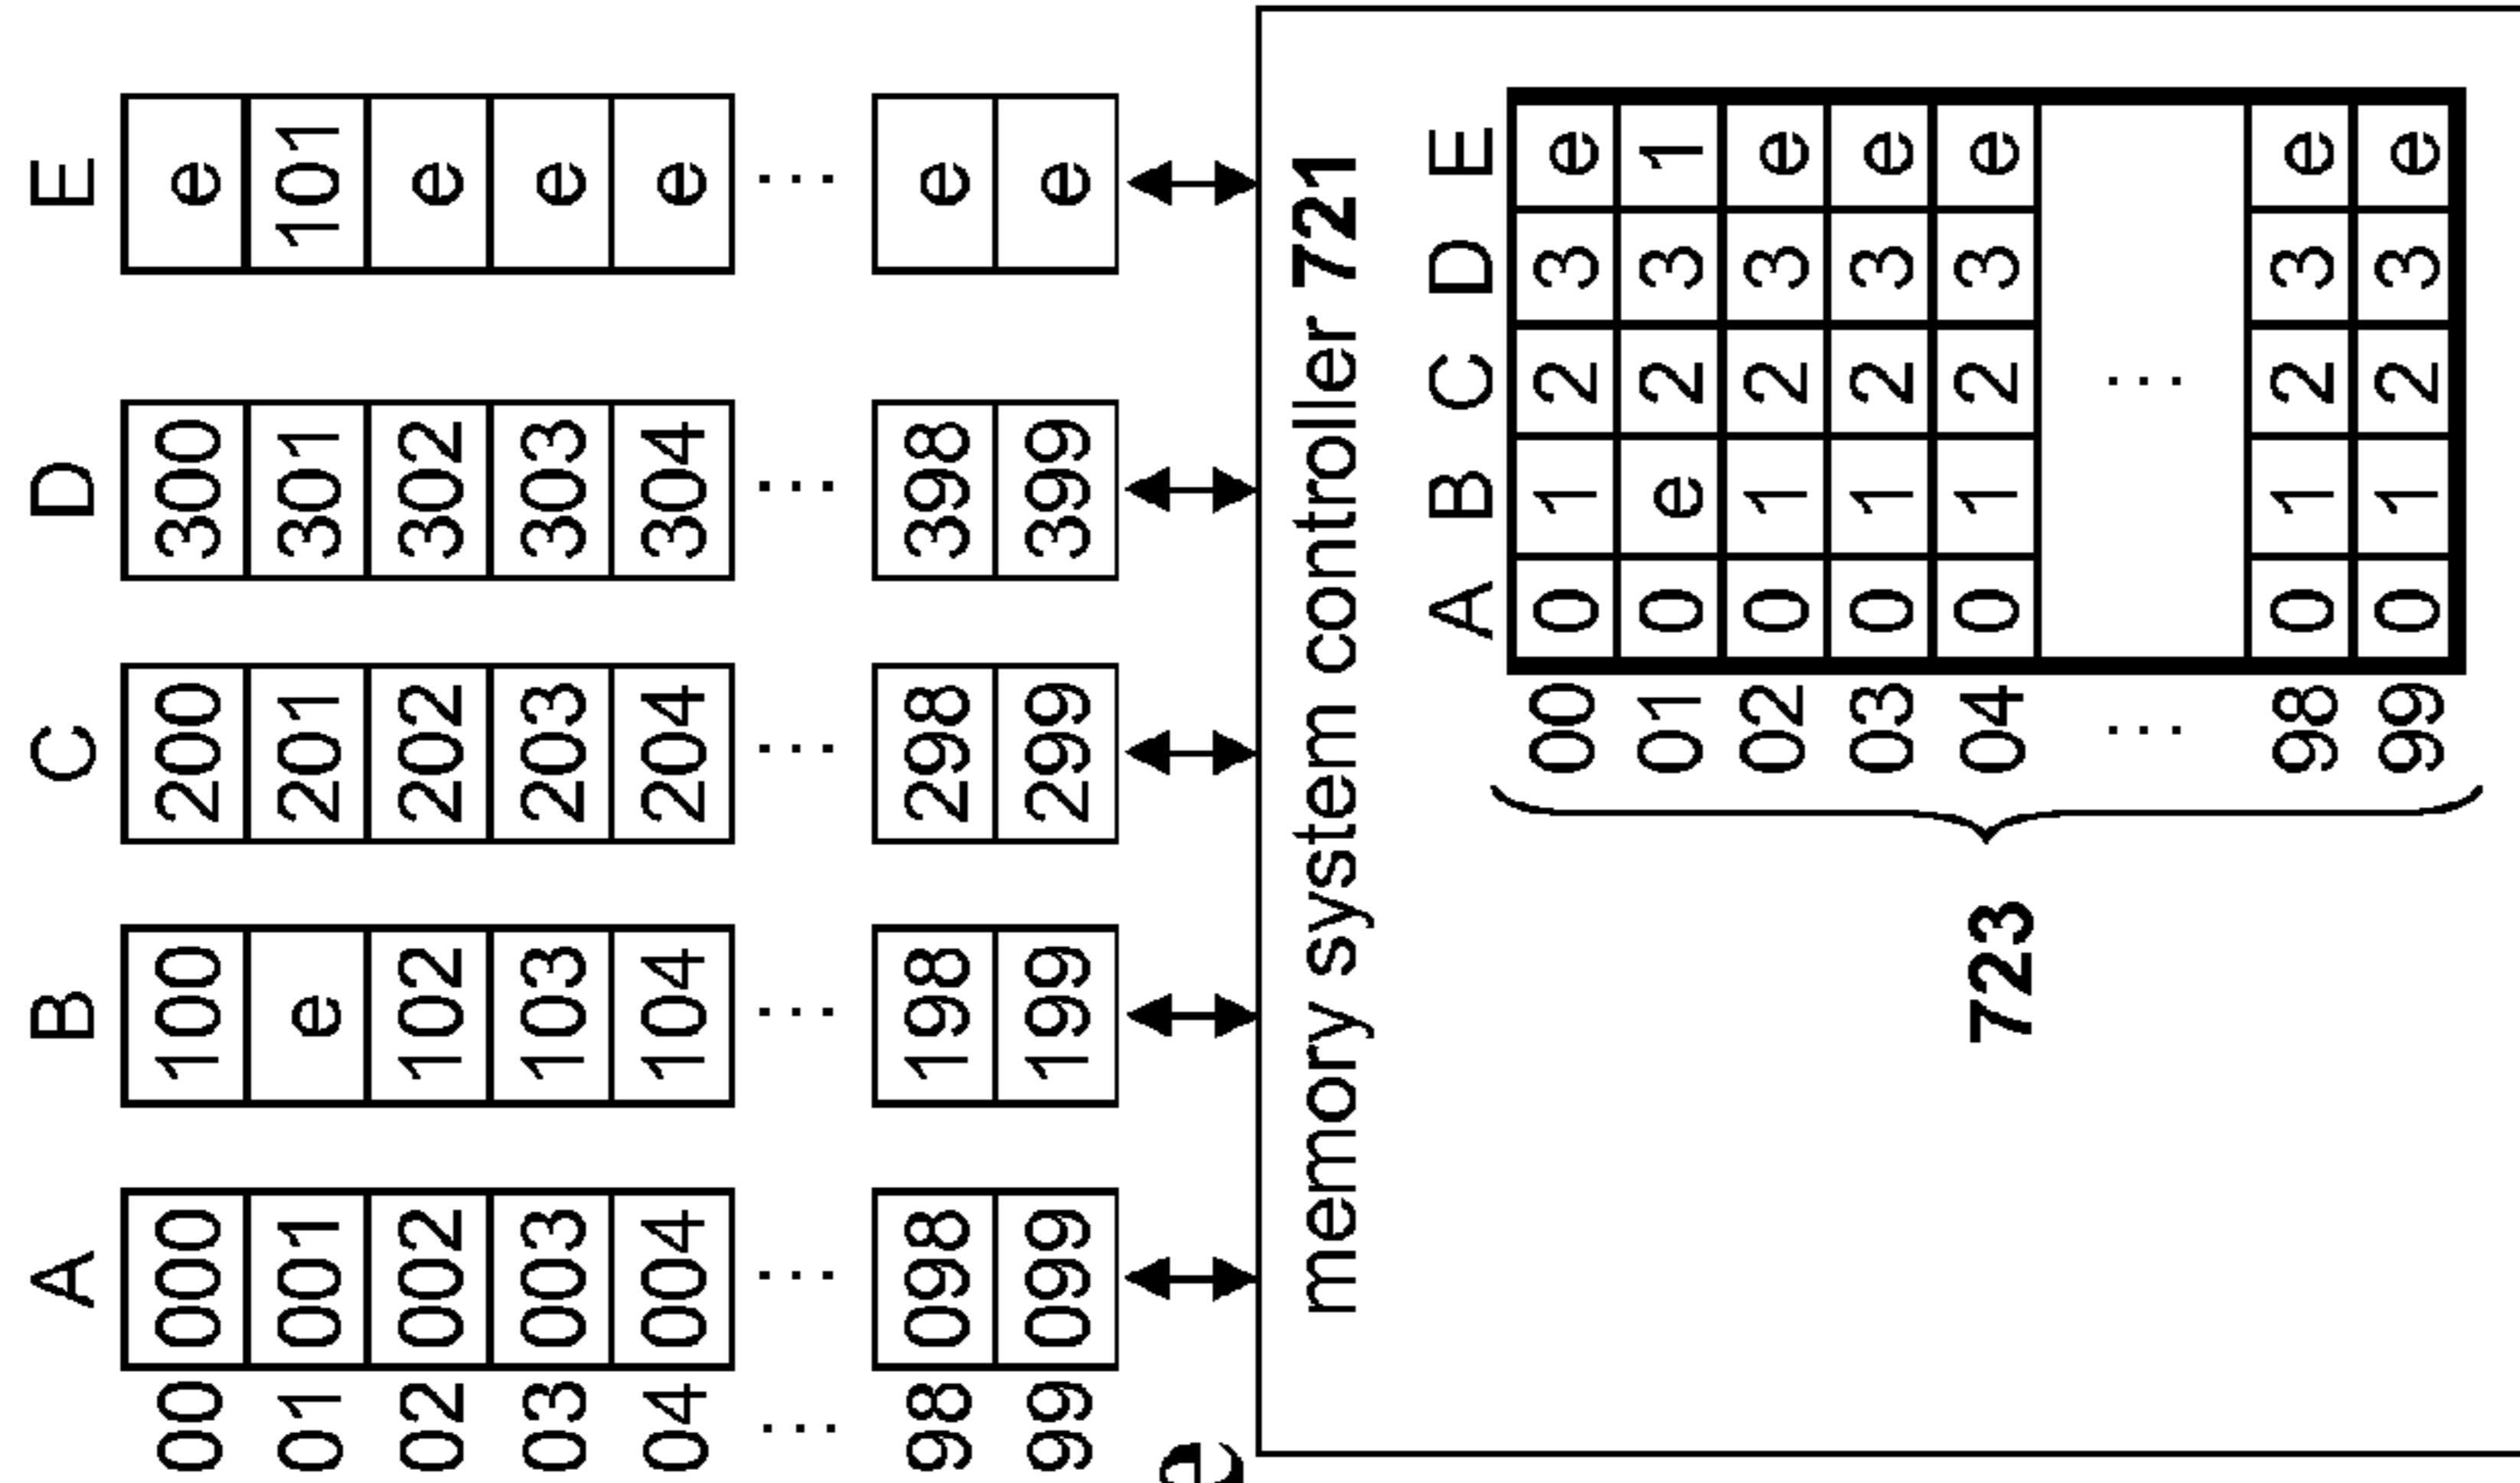 A B C D E
00 000 100 200 300 e
01 001 e 201 301 101
02 002 102 202 302 e
03 003 103 203 303 e
04 004 104 204 304 e
... ... ... ... ... ...
98 098 198 298 398 e
99 099 199 299 399 e
e
memory system controller 721
A B C D E
00 0 1 2 3 e
01 0 e 2 3 1
02 0 1 2 3 e
03 0 1 2 3 e
723
04 0 1 2 3 e
... ...
98 0 1 2 3 e
99 0 1 2 3 e